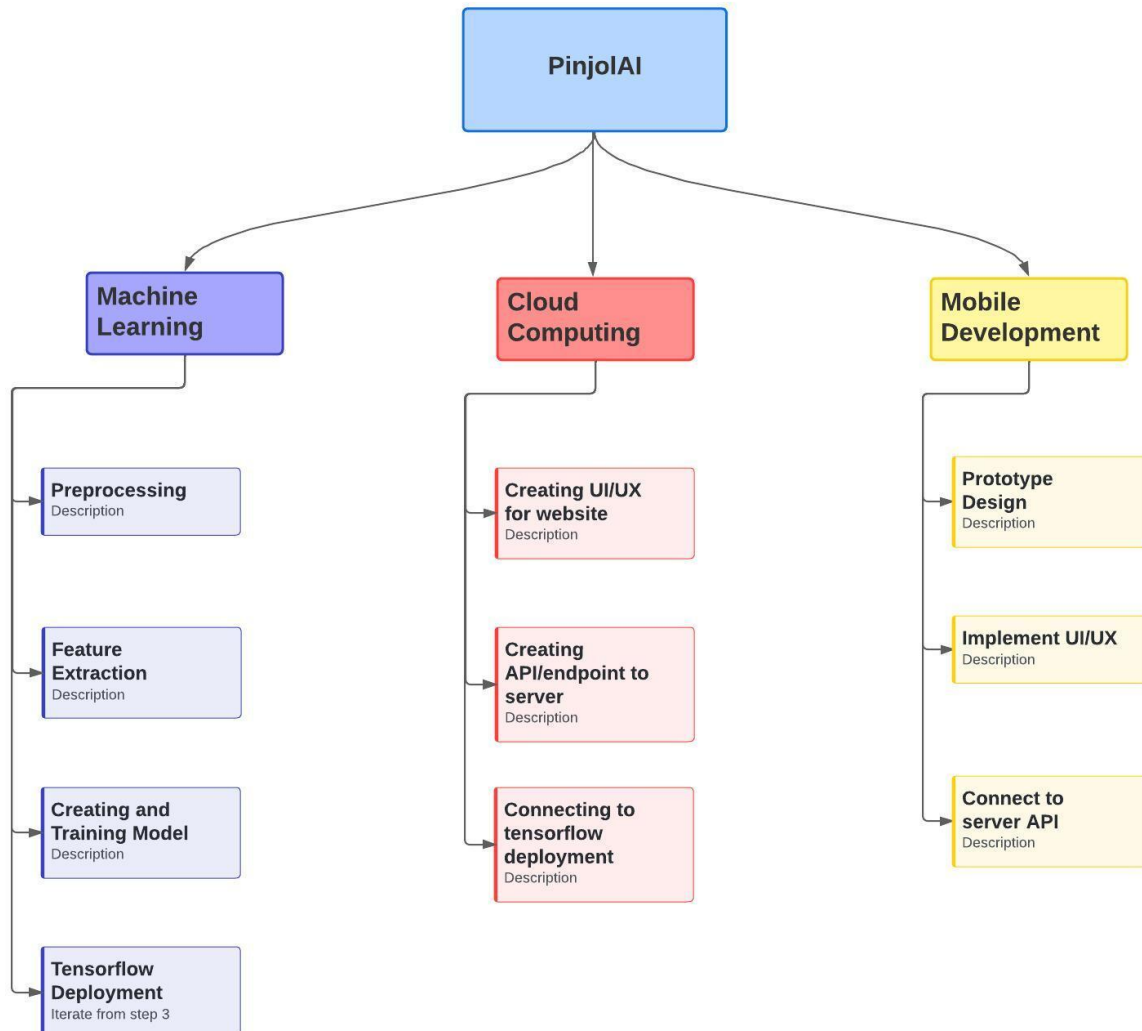 PinjolAI
Machine
Learning
Preprocessing
Description
Feature
Extraction
Description
Creating and
Training Model
Description
Tensorflow
Deployment
Iterate from step 3
Cloud
Computing
Creating UI/UX
for website
Description
Creating
API/endpoint to
server
Description
Connecting to
tensorflow
deployment
Description
Mobile
Development
Prototype
Design
Description
Implement UI/UX
Description
Connect to
server API
Description